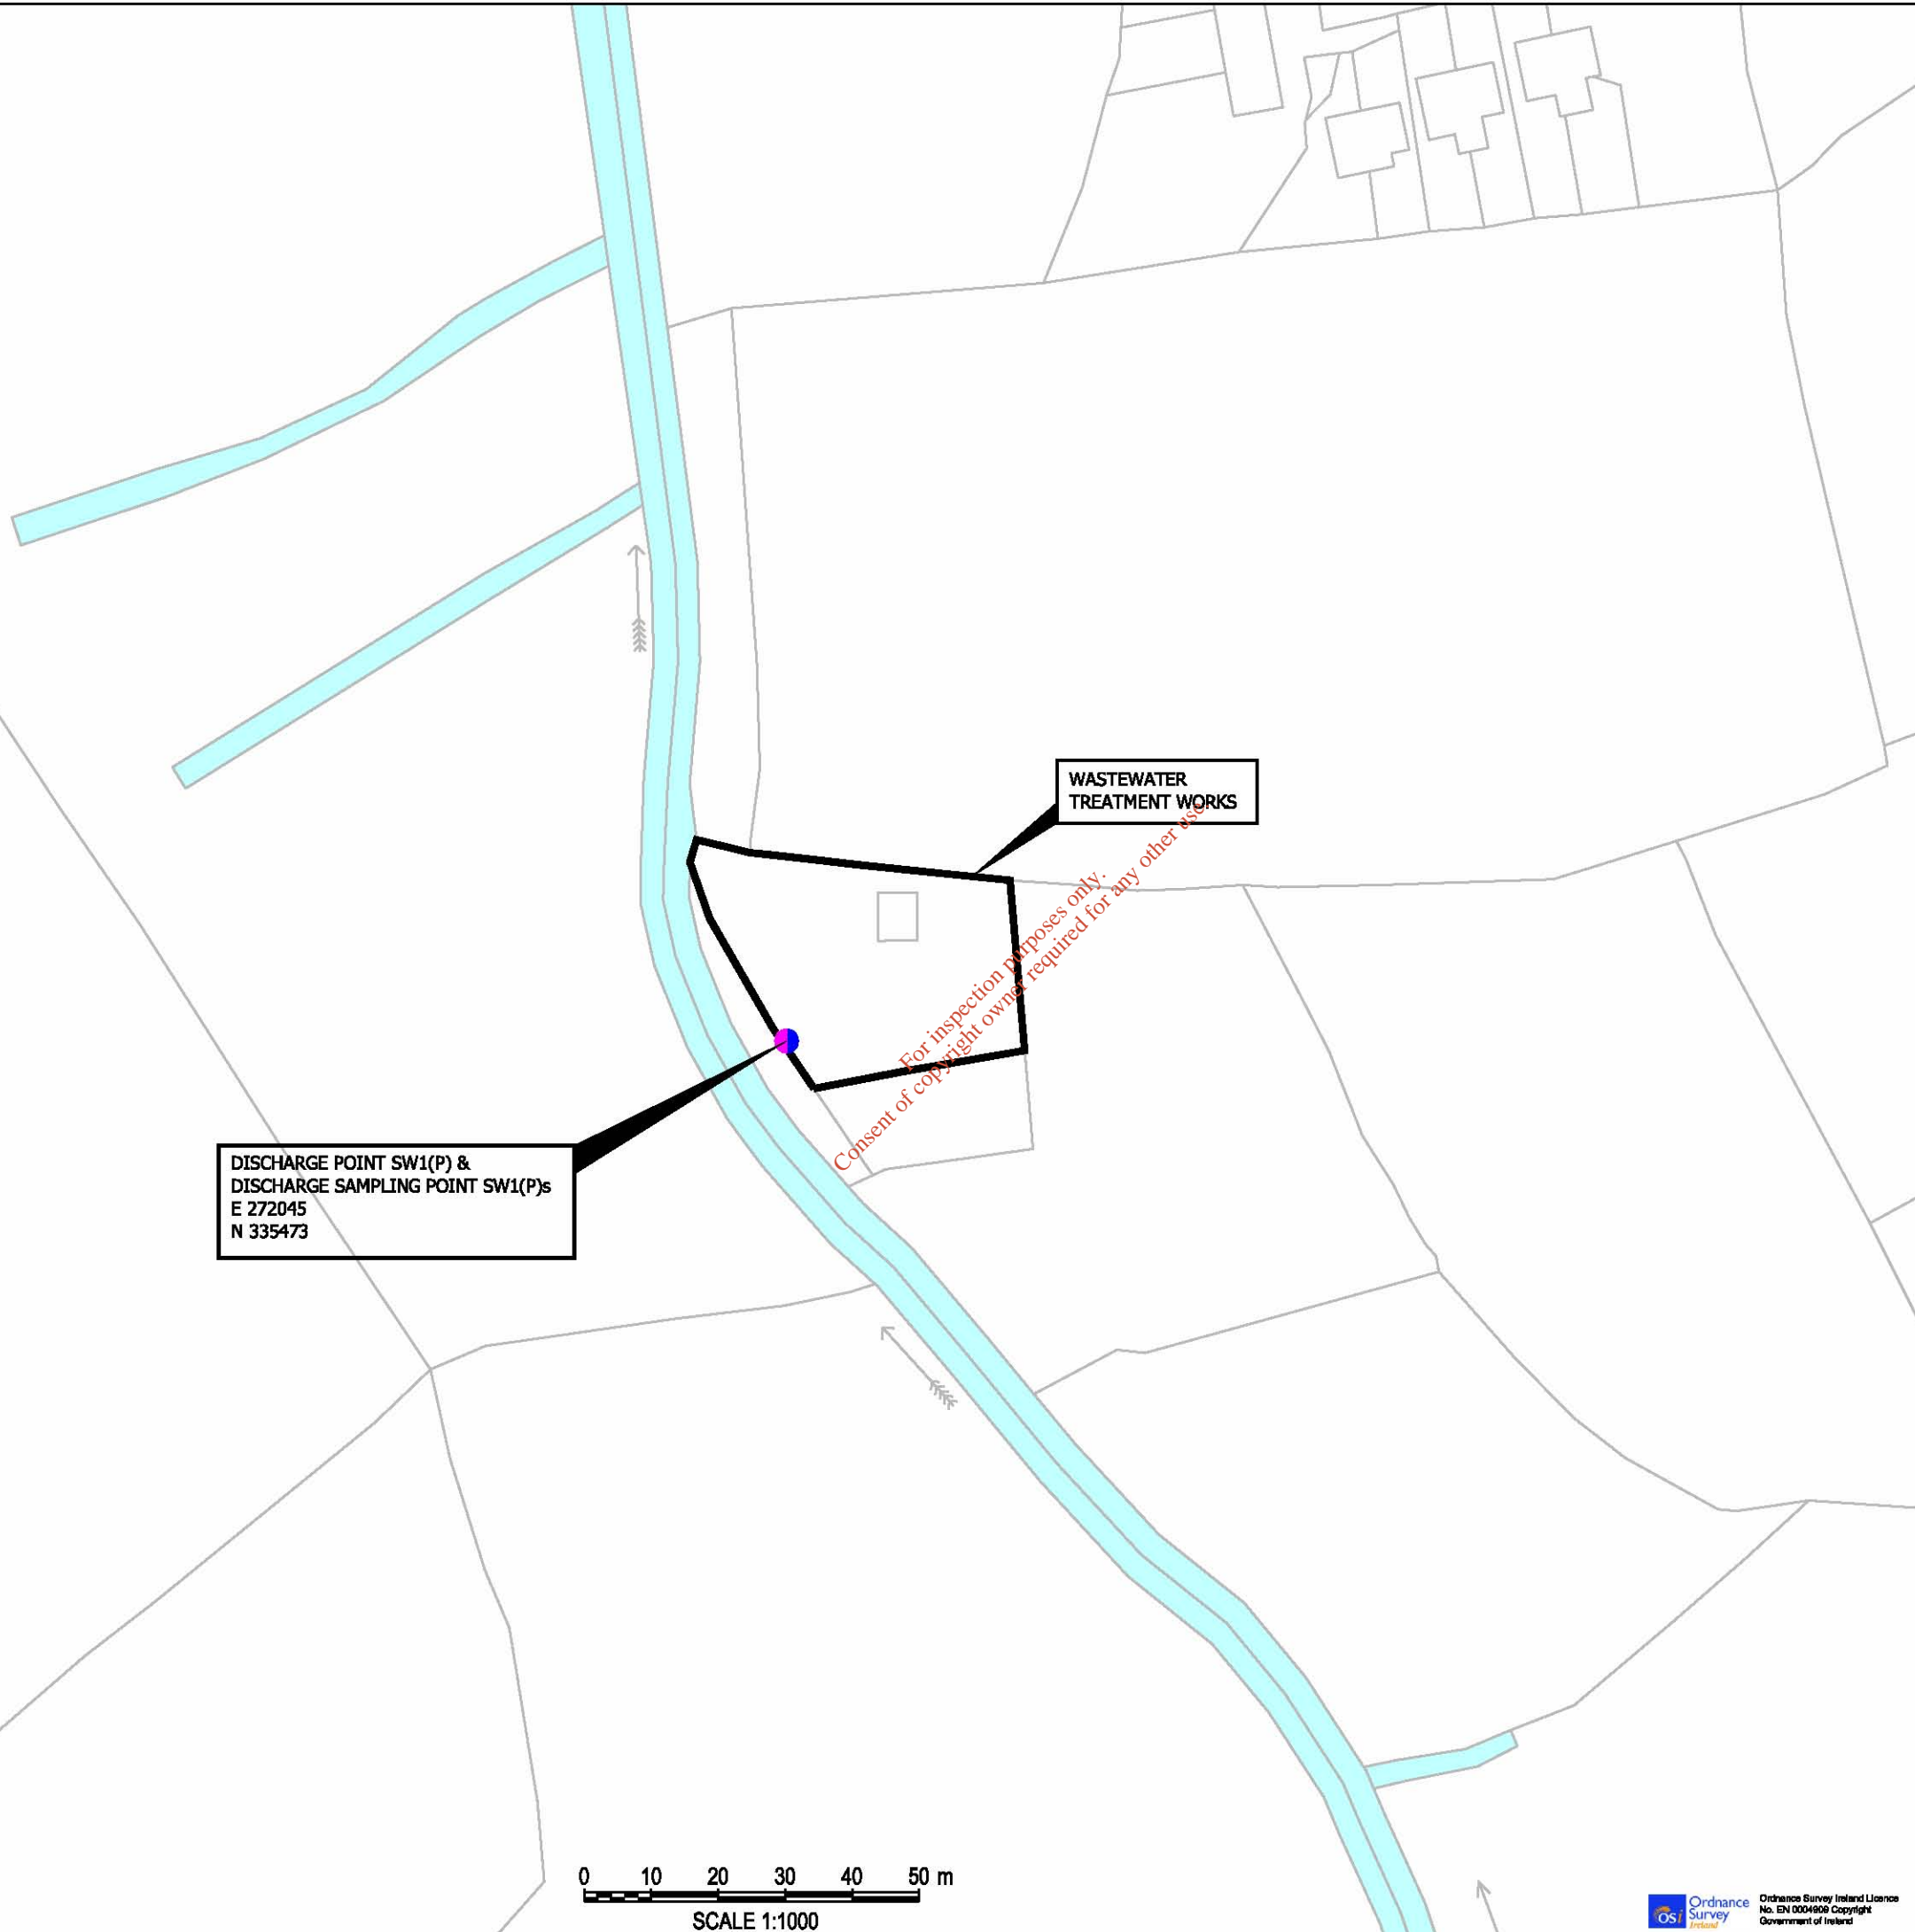 WASTEWATER
TREATMENT WORKS
For inspection purposes only.
Consent of copyright owner required for any other use.
DISCHARGE POINT SW1(P) &
DISCHARGE SAMPLING POINT SW1(P)s
E 272045
N 335473
0 10 20 30 40 50 m
SCALE 1:1000
osi
Ordnance
Survey
Ireland
Ordnance Survey Ireland Licence
No. EN 0004909 Copyright
Government of Ireland